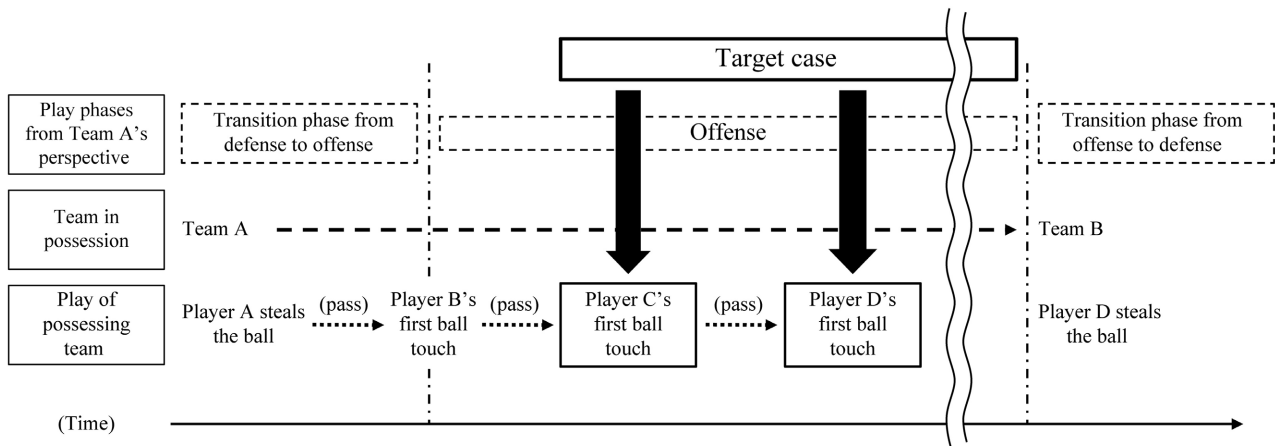 Target case
Play phases
from Team A's
perspective
Transition phase from
defense to offense
Offense
Transition phase from
offense to defense
Team in
possession
Team A
Team B
Play of
possessing
team
Player A steals
the ball
(pass)
Player B's
first ball
touch
(pass)
Player C's
first ball
touch
(pass)
Player D's
first ball
touch
Player D steals
the ball
(Time)